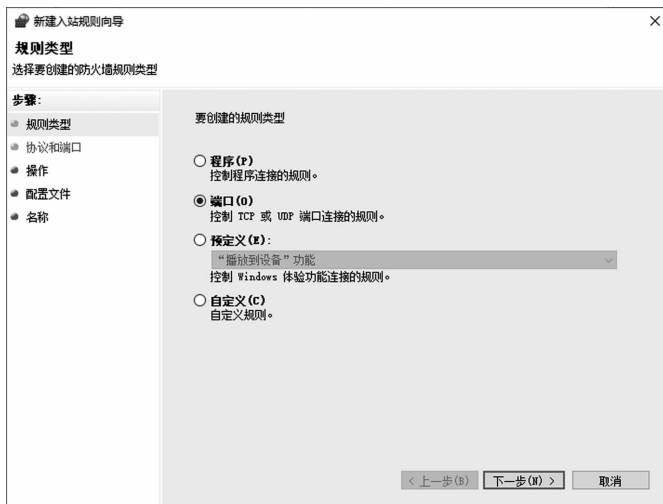 新建入站规则向导
规则类型
选择要创建的防火墙规则类型
步骤:
规则类型
协议和端口
操作
配置文件
名称
要创建的规则类型
程序(P)
控制程序连接的规则。
端口(O)
控制 TCP 或 UDP 端口连接的规则。
预定义(E):
“播放到设备”功能
控制 Windows 体验功能连接的规则。
自定义(C)
自定义规则。
< 上一步(B)
下一步(N) >
取消